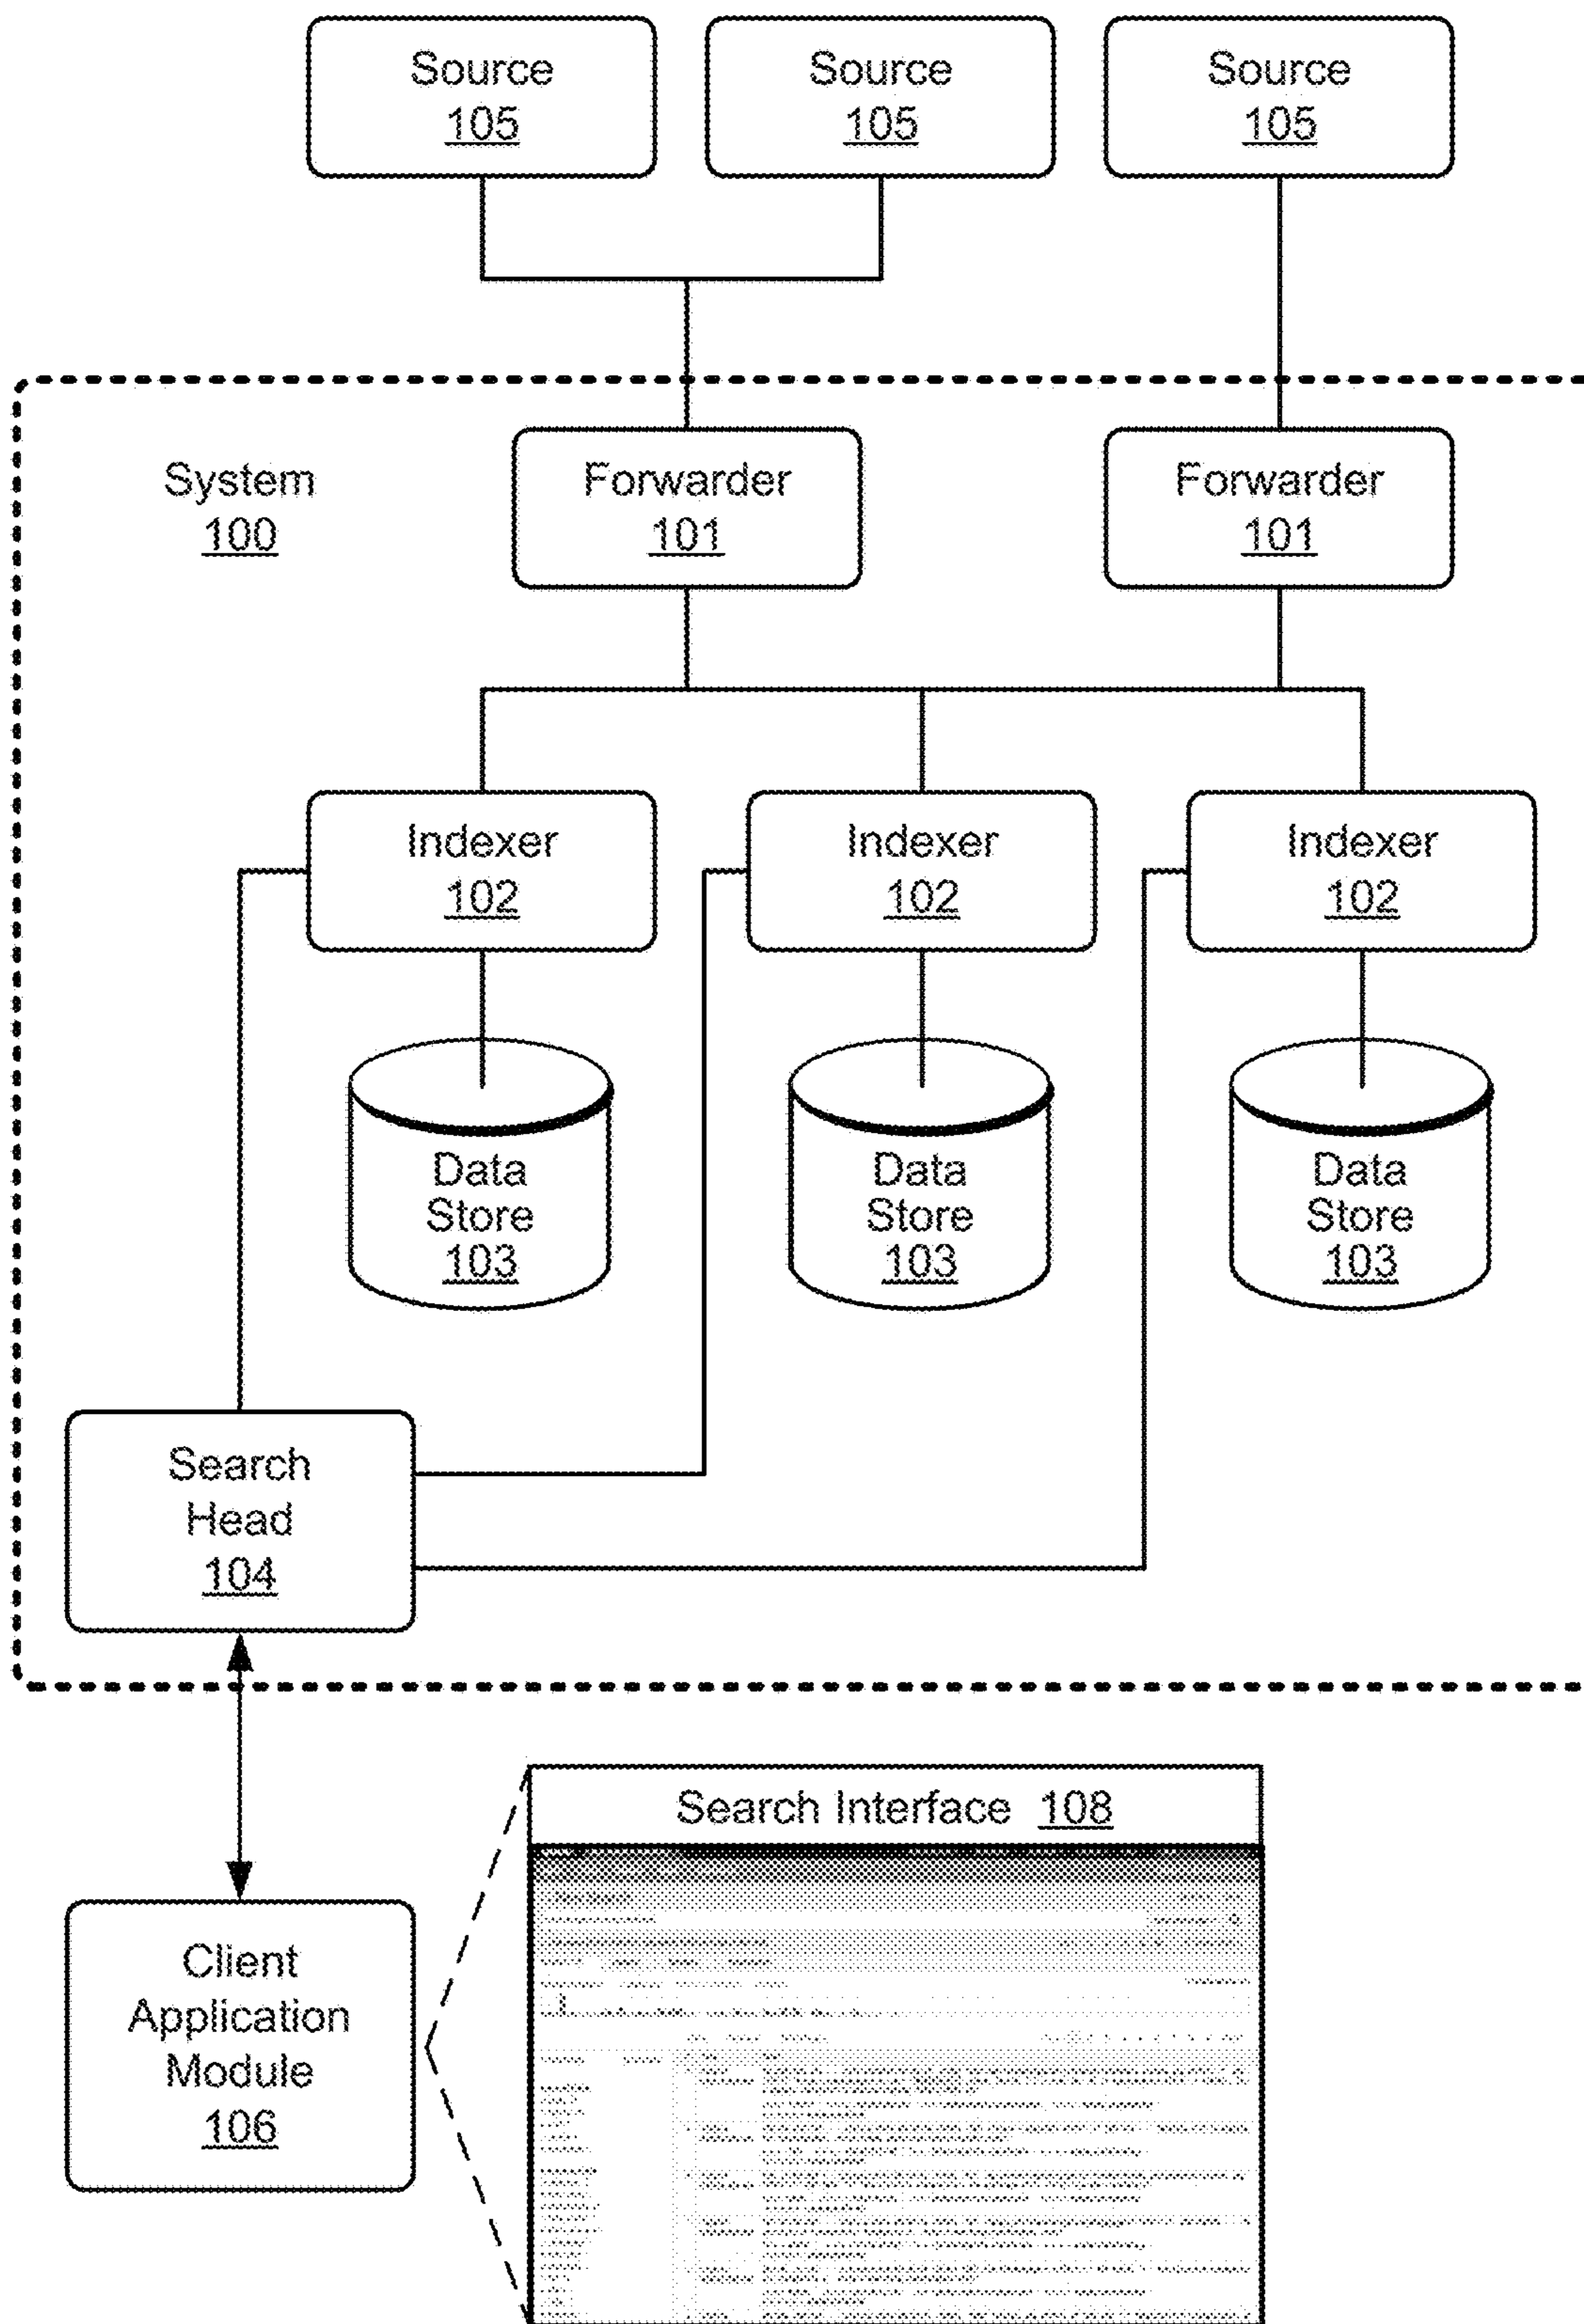 Source
105
Source
105
Source
105
System
100
Forwarder
101
Forwarder
101
Indexer
102
Indexer
102
Indexer
102
Data
Store
103
Data
Store
103
Data
Store
103
Search
Head
104
Search Interface 108
Client
Application
Module
106